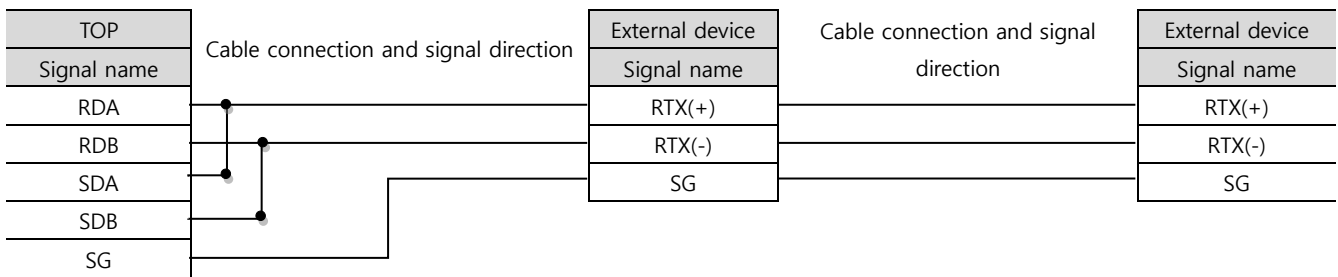 TOP
Signal name
RDA
RDB
SDA
SDB
SG
Cable connection and signal direction
External device
Signal name
RTX(+)
RTX(-)
SG
Cable connection and signal
direction
External device
Signal name
RTX(+)
RTX(-)
SG